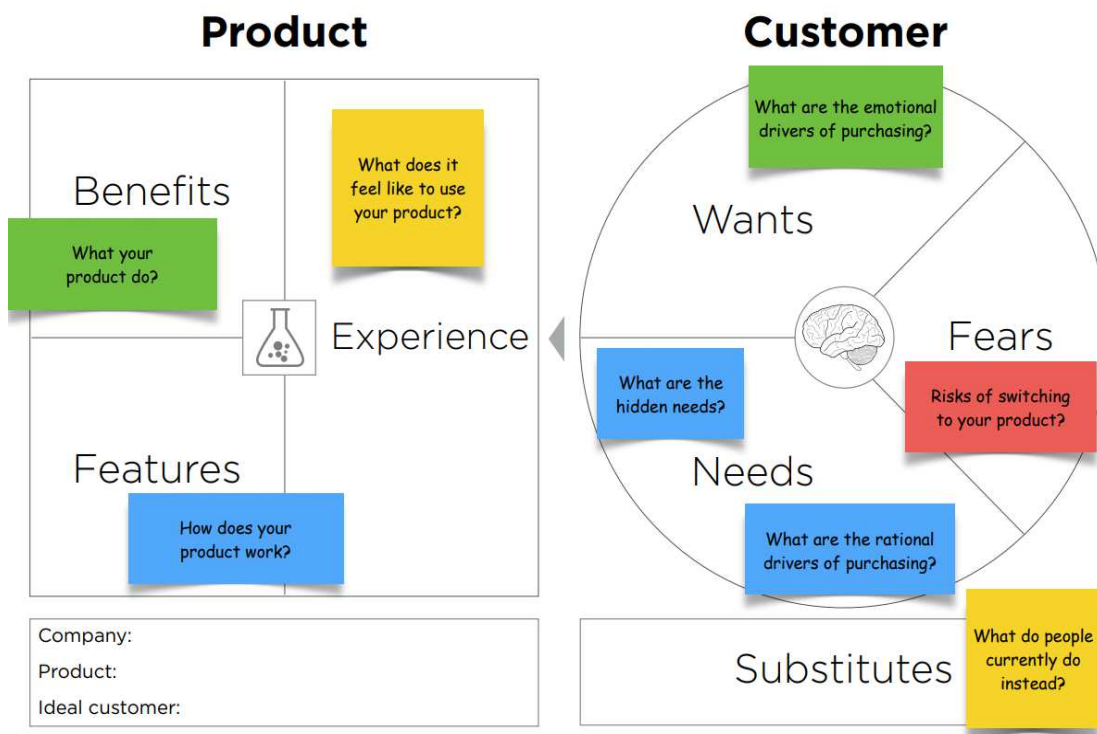 Product
Benefits
What your
product do?
What does it
feel like to use
your product?
Experience
Features
How does your
product work?
Company:
Product:
Ideal customer:
Customer
What are the emotional
drivers of purchasing?
Wants
Fears
Risks of switching
to your product?
What are the
hidden needs?
Needs
What are the rational
drivers of purchasing?
Substitutes
What do people
currently do
instead?